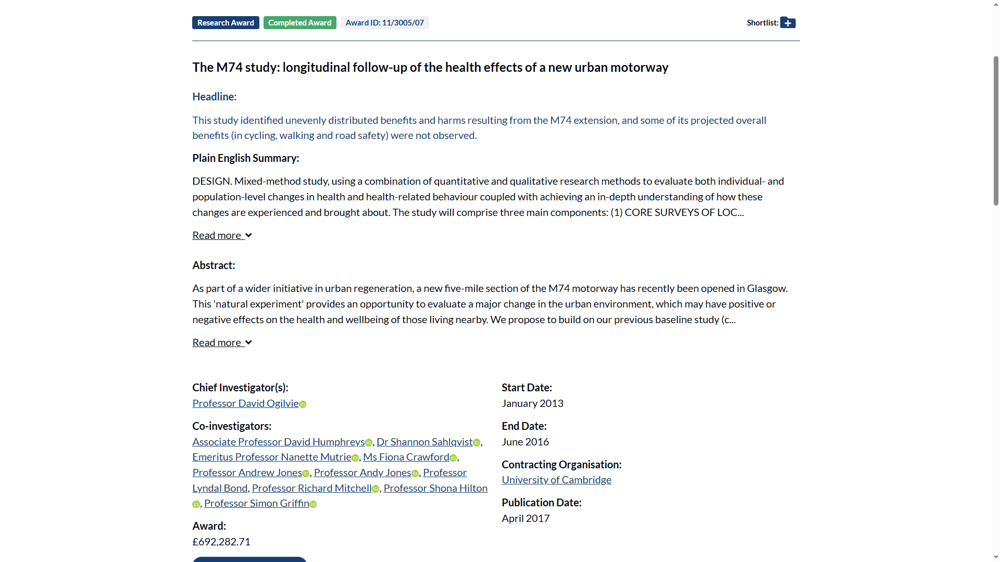 Research Award Completed Award Award ID: 11/3005/07 Shortlist:
The M74 study: longitudinal follow-up of the health effects of a new urban motorway
Headline:
This study identified unevenly distributed benefits and harms resulting from the M74 extension, and some of its projected overall
benefits (in cycling, walking and road safety) were not observed.
Plain English Summary:
DESIGN. Mixed-method study, using a combination of quantitative and qualitative research methods to evaluate both individual- and
population-level changes in health and health-related behaviour coupled with achieving an in-depth understanding of how these
changes are experienced and brought about. The study will comprise three main components: (1) CORE SURVEYS OF LOC...
Read more
Abstract:
As part of a wider initiative in urban regeneration, a new five-mile section of the M74 motorway has recently been opened in Glasgow.
This 'natural experiment' provides an opportunity to evaluate a major change in the urban environment, which may have positive or
negative effects on the health and wellbeing of those living nearby. We propose to build on our previous baseline study (c...
Read more
Chief Investigator(s):
Professor David Ogilvie
Co-investigators:
Associate Professor David Humphreys, Dr Shannon Sahlqvist,
Emeritus Professor Nanette Mutrie, Ms Fiona Crawford,
Professor Andrew Jones, Professor Andy Jones, Professor
Lyndal Bond, Professor Richard Mitchell, Professor Shona Hilton
, Professor Simon Griffin
Award:
£692,282.71
Start Date:
January 2013
End Date:
June 2016
Contracting Organisation:
University of Cambridge
Publication Date:
April 2017